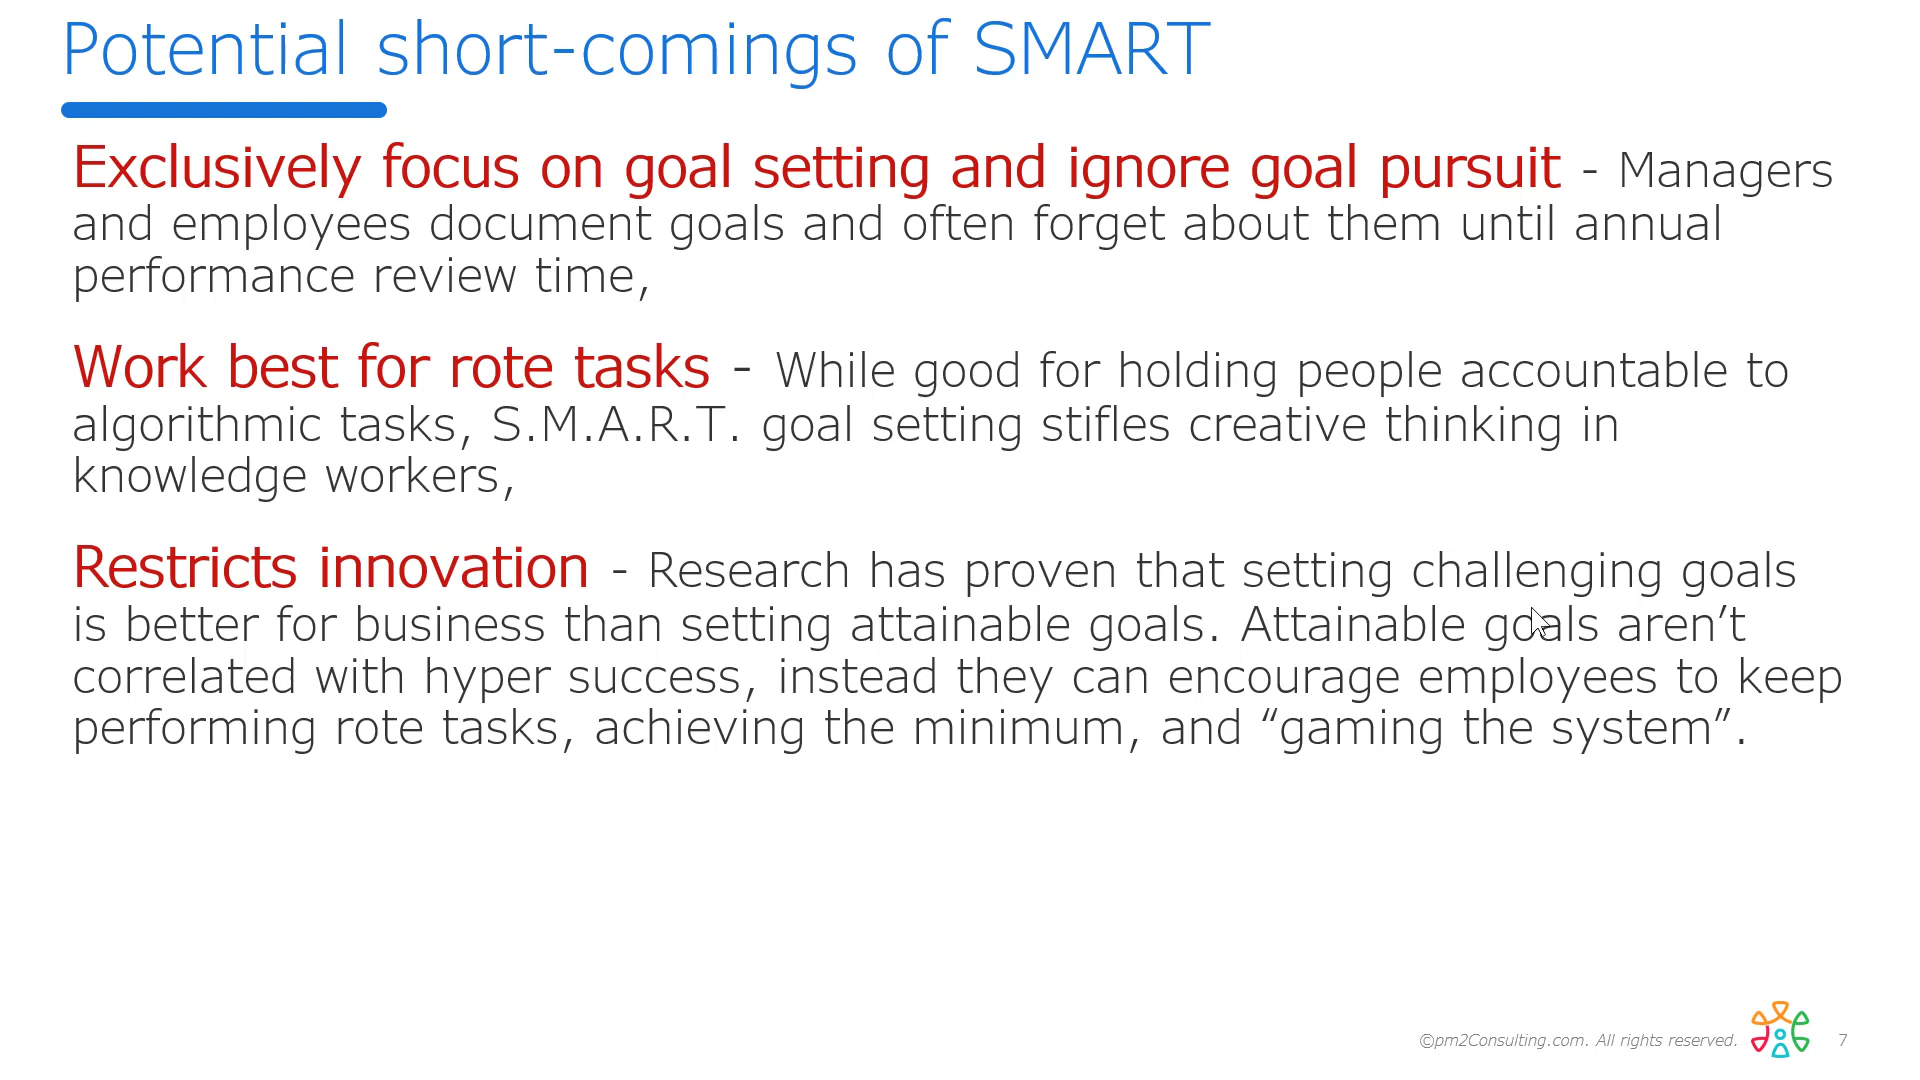 Potential short-comings of SMART
Exclusively focus on goal setting and ignore goal pursuit - Managers
and employees document goals and often forget about them until annual
performance review time,
Work best for rote tasks - While good for holding people accountable to
algorithmic tasks, S.M.A.R.T. goal setting stifles creative thinking in
knowledge workers,
Restricts innovation - Research has proven that setting challenging goals
is better for business than setting attainable goals. Attainable goals aren’t
correlated with hyper success, instead they can encourage employees to keep
performing rote tasks, achieving the minimum, and “gaming the system”.
©pm2Consulting.com. All rights reserved. 7